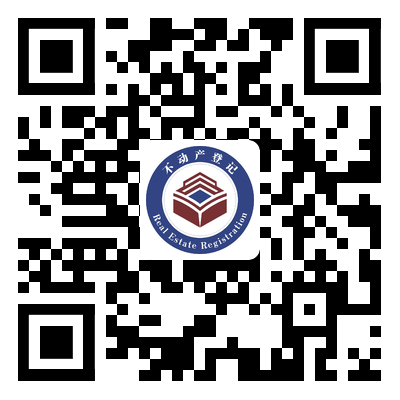 不动产登记
Real Estate Registration